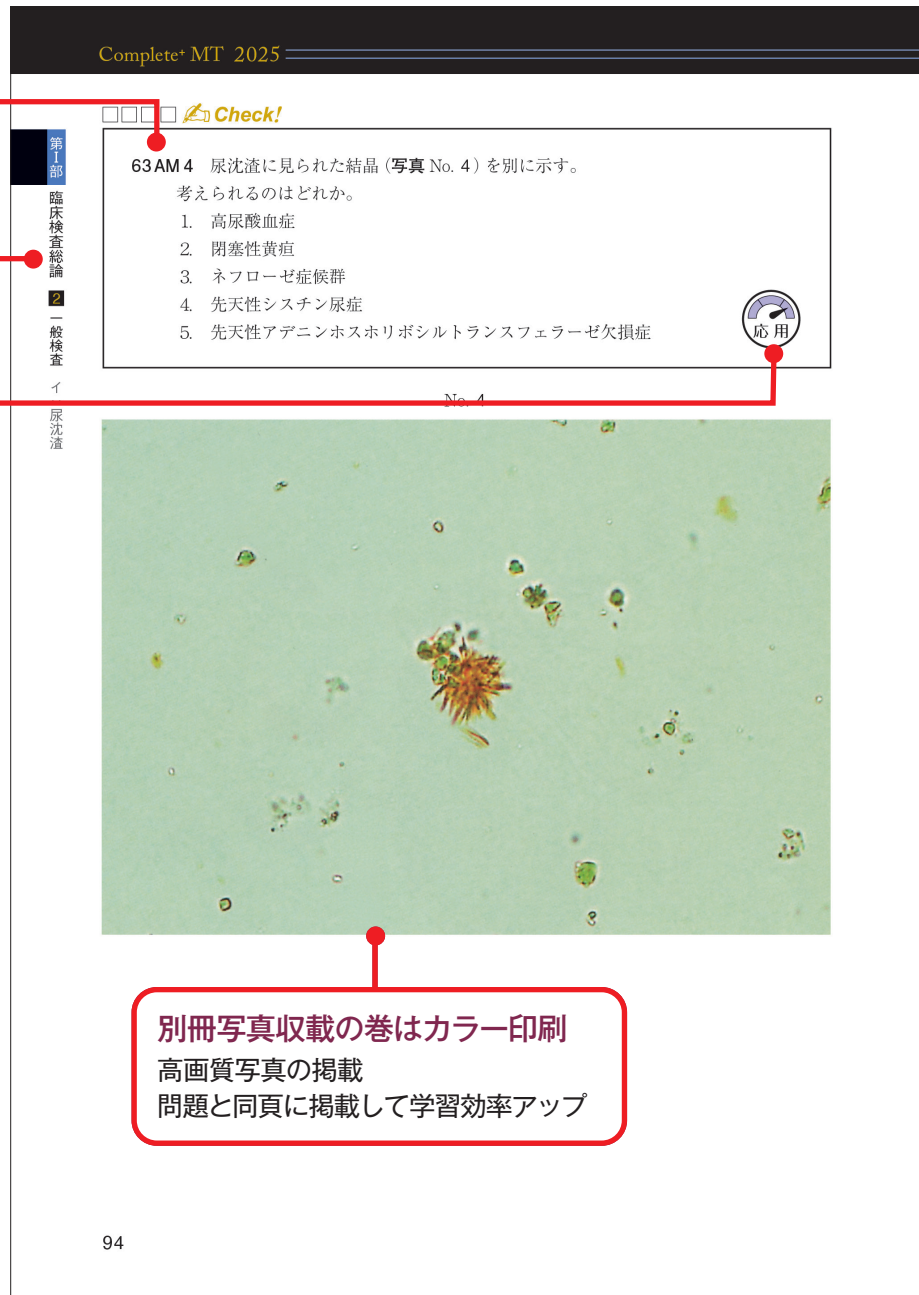 Complete⁺ MT 2025
□□□□ Check!
63 AM 4 尿沈渣に見られた結晶（写真 No. 4）を別に示す。
考えられるのはどれか。
1. 高尿酸血症
2. 閉塞性黄疸
3. ネフローゼ症候群
4. 先天性シスチン尿症
5. 先天性アデニンホスホリボシルトランスフェラーゼ欠損症
応用
第Ⅰ部 臨床検査総論 2 一般検査 イ 尿沈渣
No. 4
別冊写真収載の巻はカラー印刷
高画質写真の掲載
問題と同頁に掲載して学習効率アップ
94